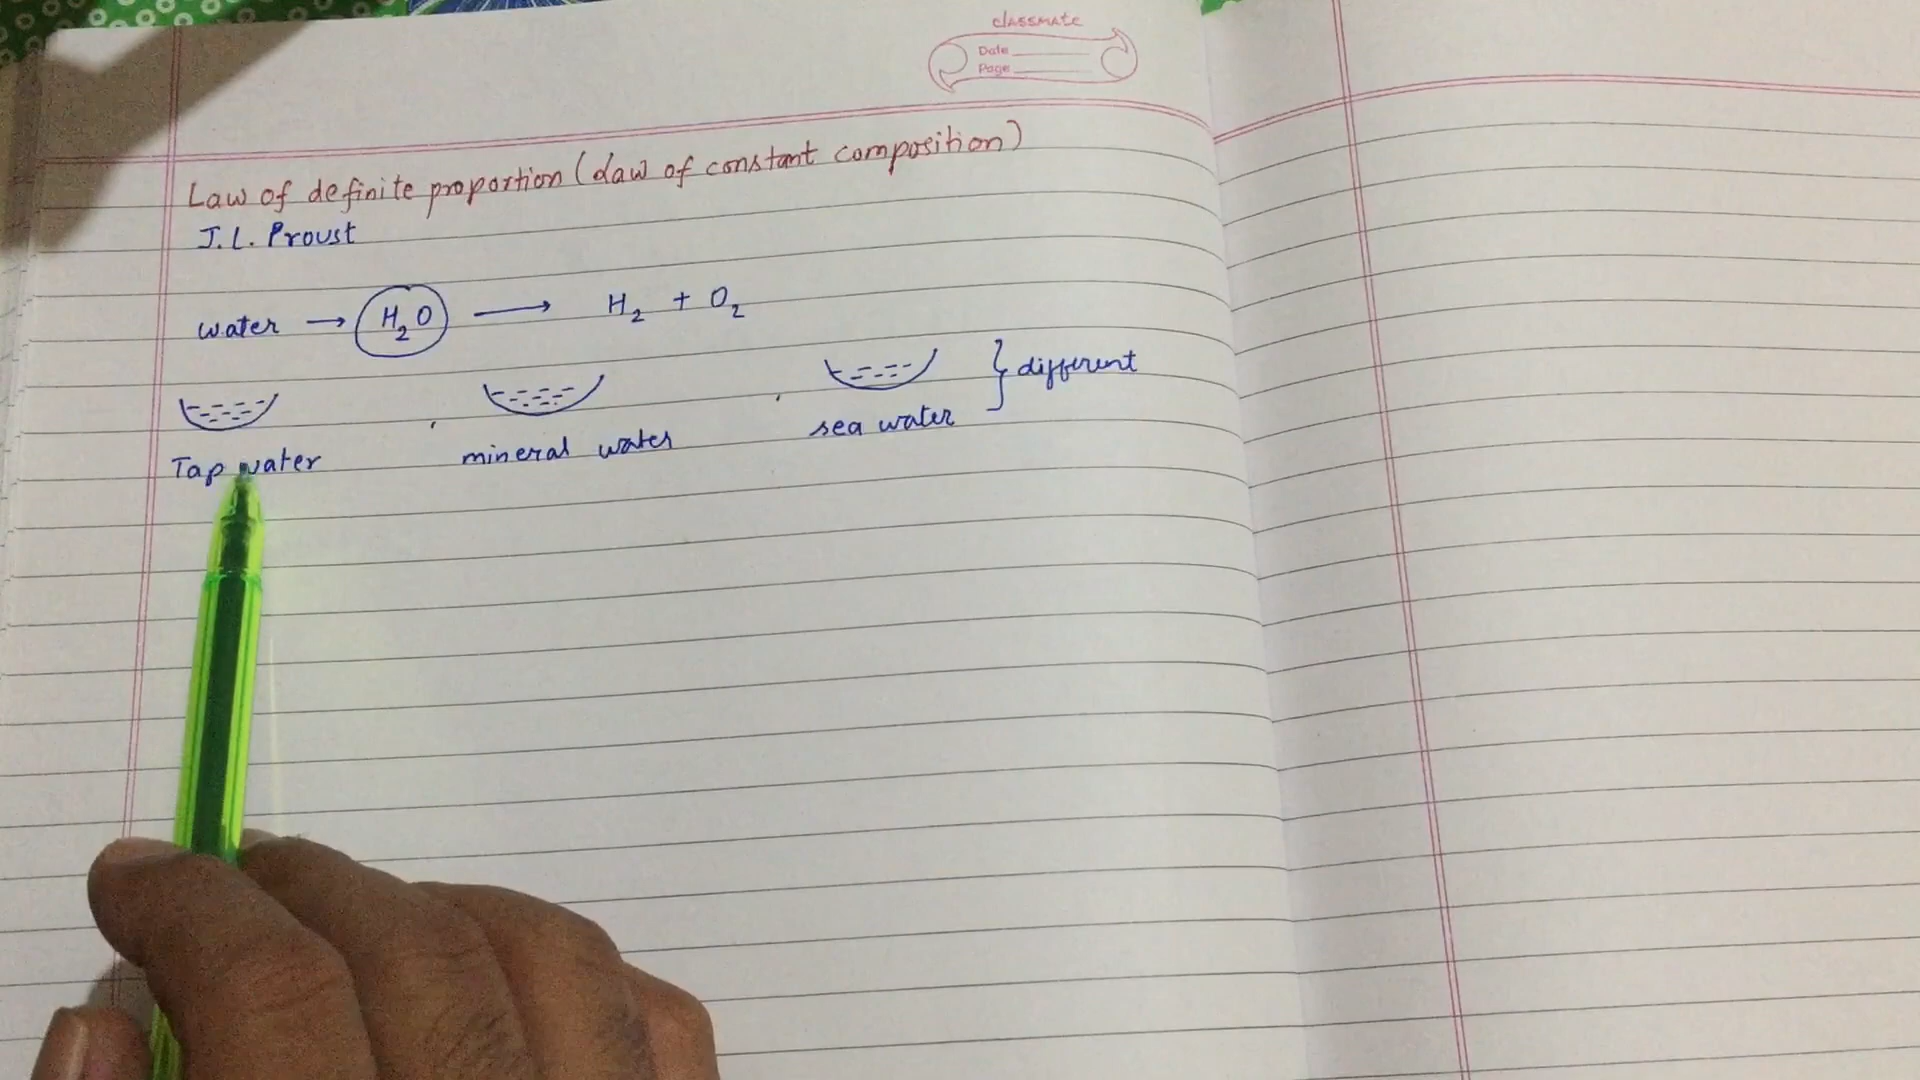 classmate
Date
Page
Law of definite proportion (Law of constant composition)
J.L. Proust
water → H₂O ⟶ H₂ + O₂
} different
Tap water , mineral water , sea water